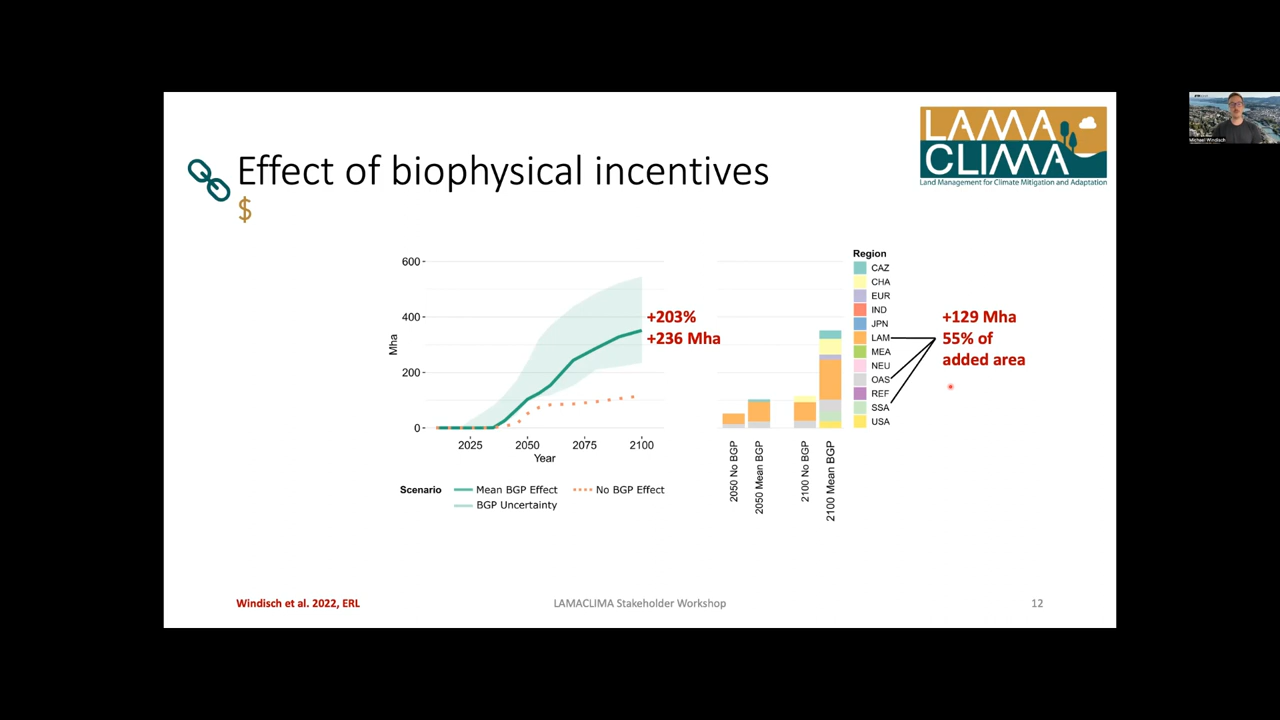 LAMA
CLIMA
Land Management for Climate Mitigation and Adaptation
Effect of biophysical incentives
$
600
400
200
0
Mha
2025
2050
2075
2100
Year
+203%
+236 Mha
Scenario
Mean BGP Effect
No BGP Effect
BGP Uncertainty
2050 No BGP
2050 Mean BGP
2100 No BGP
2100 Mean BGP
Region
CAZ
CHA
EUR
IND
JPN
LAM
MEA
NEU
OAS
REF
SSA
USA
+129 Mha
55% of
added area
Windisch et al. 2022, ERL
LAMACLIMA Stakeholder Workshop
12
Michael Windisch